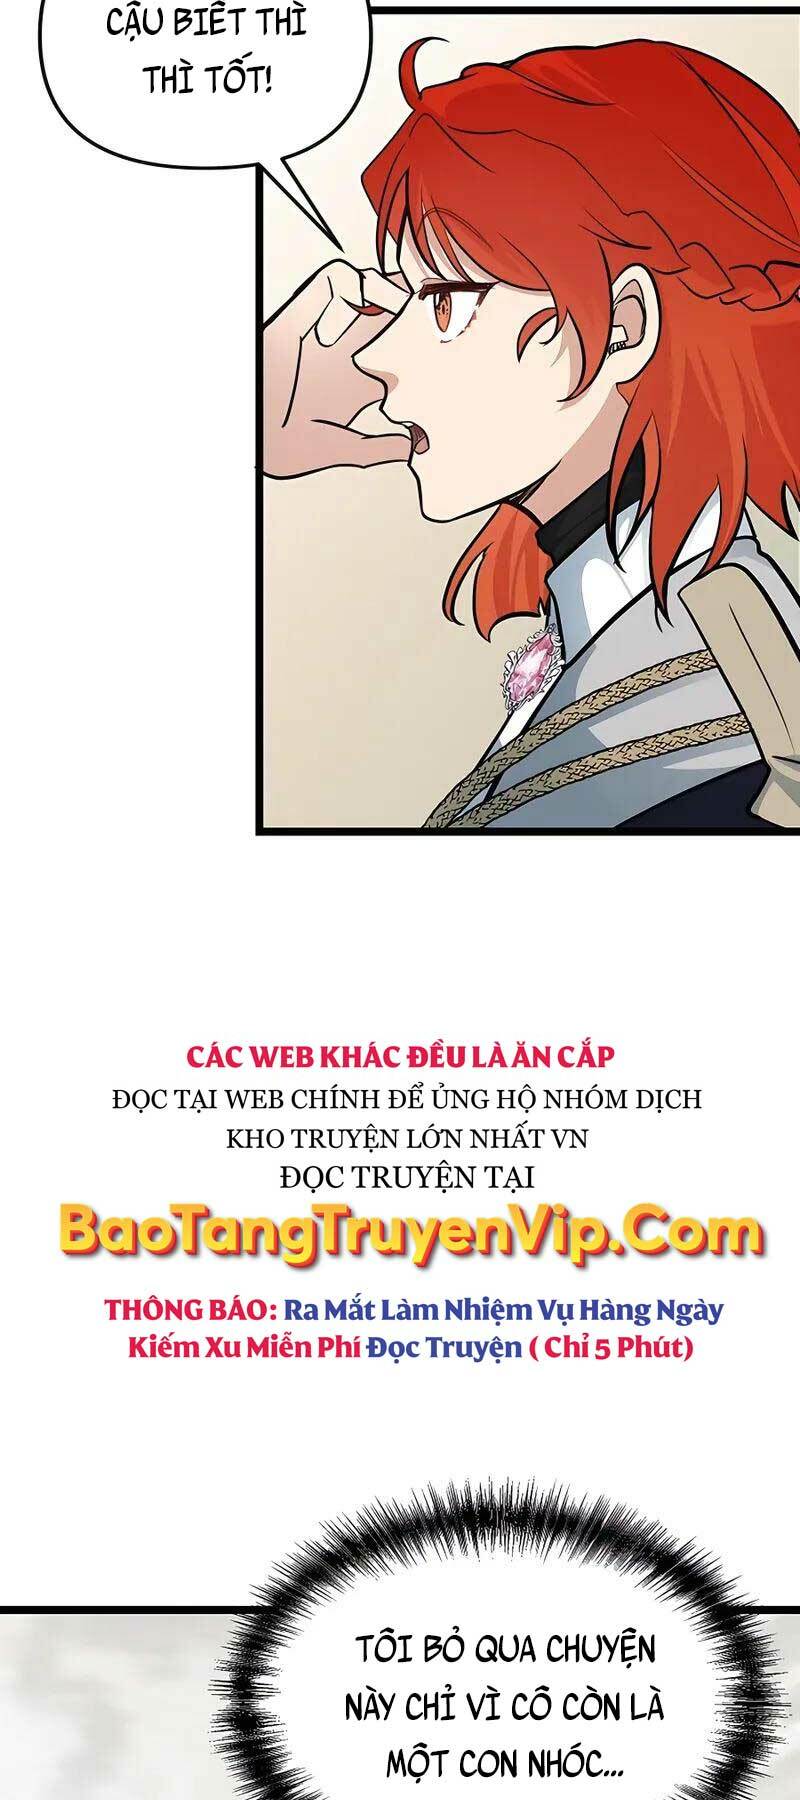 CẬU BIẾT THÌ
THÌ TỐT!
CÁC WEB KHÁC ĐỀU LÀ ĂN CẮP
ĐỌC TẠI WEB CHÍNH ĐỂ ỦNG HỘ NHÓM DỊCH
KHO TRUYỆN LỚN NHẤT VN
ĐỌC TRUYỆN TẠI
BaoTangTruyenVip.Com
THÔNG BÁO: Ra Mắt Làm Nhiệm Vụ Hàng Ngày
Kiếm Xu Miễn Phí Đọc Truyện ( Chỉ 5 Phút)
TÔI BỎ QUA CHUYỆN
NÀY CHỈ VÌ CÔ CÒN LÀ
MỘT CON NHÓC...